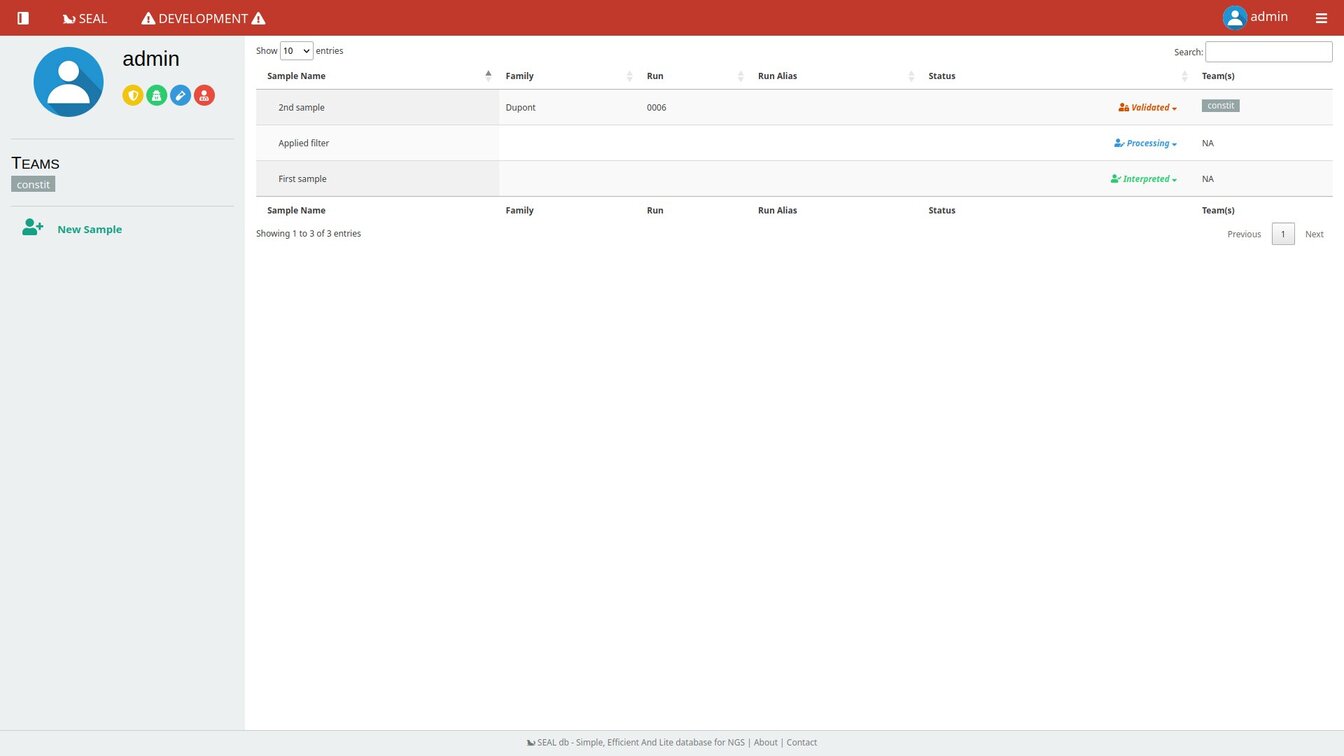 SEAL DEVELOPMENT admin
admin
TEAMS
constit
New Sample
Show 10 entries Search:
Sample Name Family Run Run Alias Status Team(s)
2nd sample Dupont 0006 Validated constit
Applied filter Processing NA
First sample Interpreted NA
Sample Name Family Run Run Alias Status Team(s)
Showing 1 to 3 of 3 entries Previous 1 Next
SEAL db - Simple, Efficient And Lite database for NGS | About | Contact